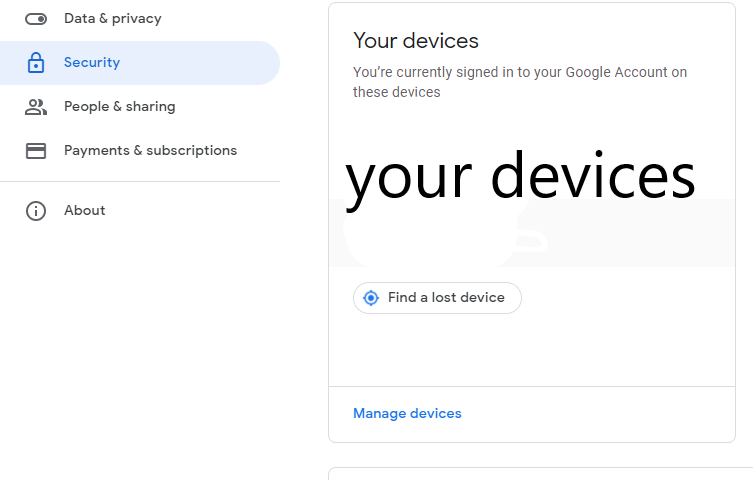 Data & privacy
Security
People & sharing
Payments & subscriptions
About
Your devices
You’re currently signed in to your Google Account on
these devices
your devices
Find a lost device
Manage devices